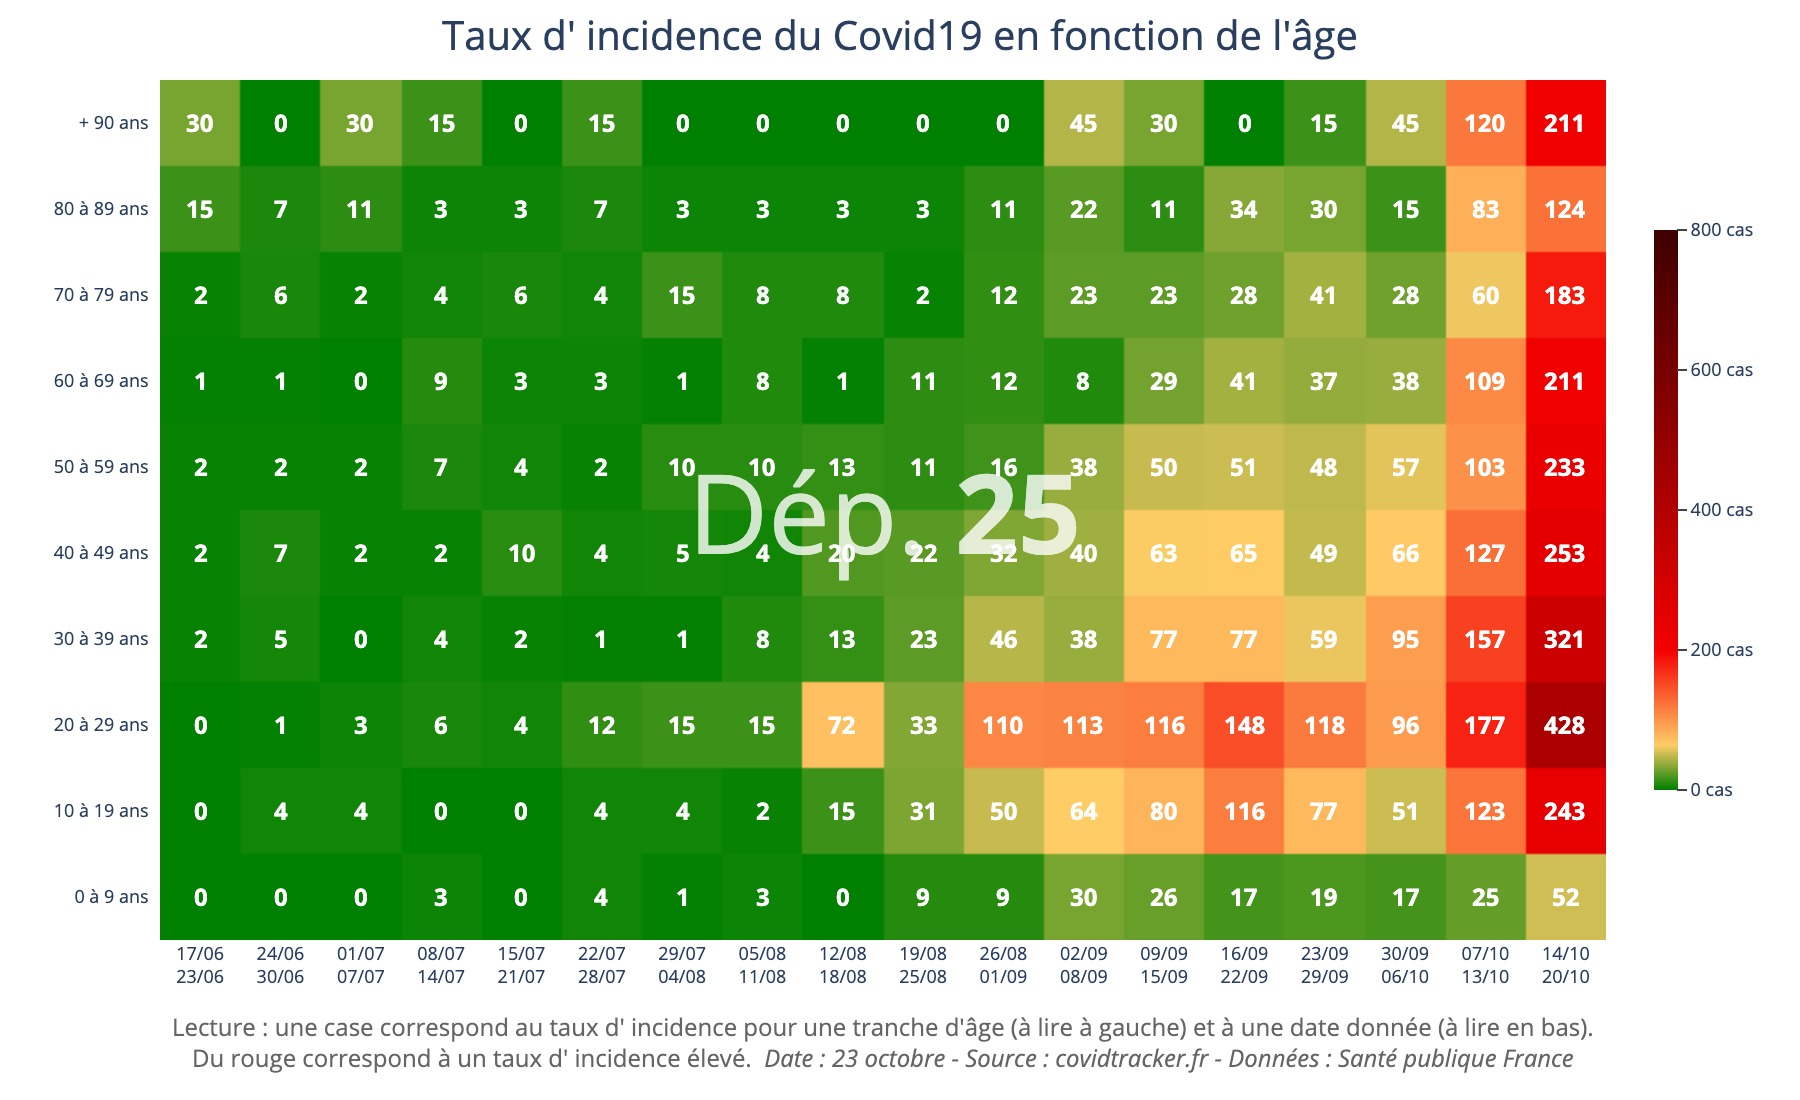 Taux d' incidence du Covid19 en fonction de l'âge
+ 90 ans 30 0 30 15 0 15 0 0 0 0 0 45 30 0 15 45 120 211
80 à 89 ans 15 7 11 3 3 7 3 3 3 3 11 22 11 34 30 15 83 124
70 à 79 ans 2 6 2 4 6 4 15 8 8 2 12 23 23 28 41 28 60 183
60 à 69 ans 1 1 0 9 3 3 1 8 1 11 12 8 29 41 37 38 109 211
50 à 59 ans 2 2 2 7 4 2 10 10 13 11 16 38 50 51 48 57 103 233
Dép. 25
40 à 49 ans 2 7 2 2 10 4 5 4 20 22 32 40 63 65 49 66 127 253
30 à 39 ans 2 5 0 4 2 1 1 8 13 23 46 38 77 77 59 95 157 321
20 à 29 ans 0 1 3 6 4 12 15 15 72 33 110 113 116 148 118 96 177 428
10 à 19 ans 0 4 4 0 0 4 4 2 15 31 50 64 80 116 77 51 123 243
0 à 9 ans 0 0 0 3 0 4 1 3 0 9 9 30 26 17 19 17 25 52
17/06 24/06 01/07 08/07 15/07 22/07 29/07 05/08 12/08 19/08 26/08 02/09 09/09 16/09 23/09 30/09 07/10 14/10
23/06 30/06 07/07 14/07 21/07 28/07 04/08 11/08 18/08 25/08 01/09 08/09 15/09 22/09 29/09 06/10 13/10 20/10
800 cas
600 cas
400 cas
200 cas
0 cas
Lecture : une case correspond au taux d' incidence pour une tranche d'âge (à lire à gauche) et à une date donnée (à lire en bas).
Du rouge correspond à un taux d' incidence élevé. Date : 23 octobre - Source : covidtracker.fr - Données : Santé publique France